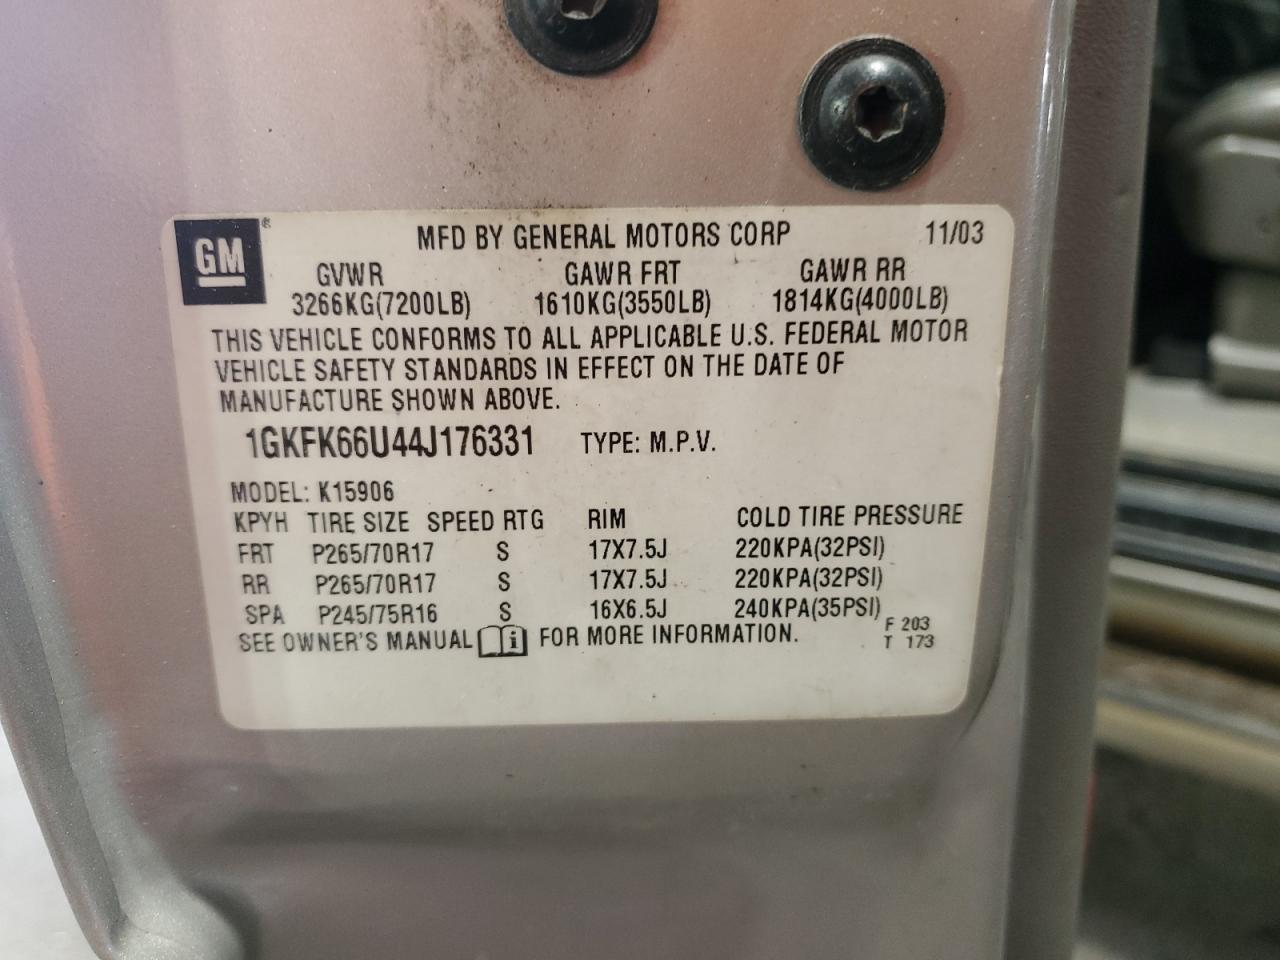 GM ® MFD BY GENERAL MOTORS CORP 11/03
GVWR GAWR FRT GAWR RR
3266KG(7200LB) 1610KG(3550LB) 1814KG(4000LB)
THIS VEHICLE CONFORMS TO ALL APPLICABLE U.S. FEDERAL MOTOR
VEHICLE SAFETY STANDARDS IN EFFECT ON THE DATE OF
MANUFACTURE SHOWN ABOVE.
1GKFK66U44J176331 TYPE: M.P.V.
MODEL: K15906
KPYH TIRE SIZE SPEED RTG RIM COLD TIRE PRESSURE
FRT P265/70R17 S 17X7.5J 220KPA(32PSI)
RR P265/70R17 S 17X7.5J 220KPA(32PSI)
SPA P245/75R16 S 16X6.5J 240KPA(35PSI)
SEE OWNER'S MANUAL i FOR MORE INFORMATION.
F 203
T 173